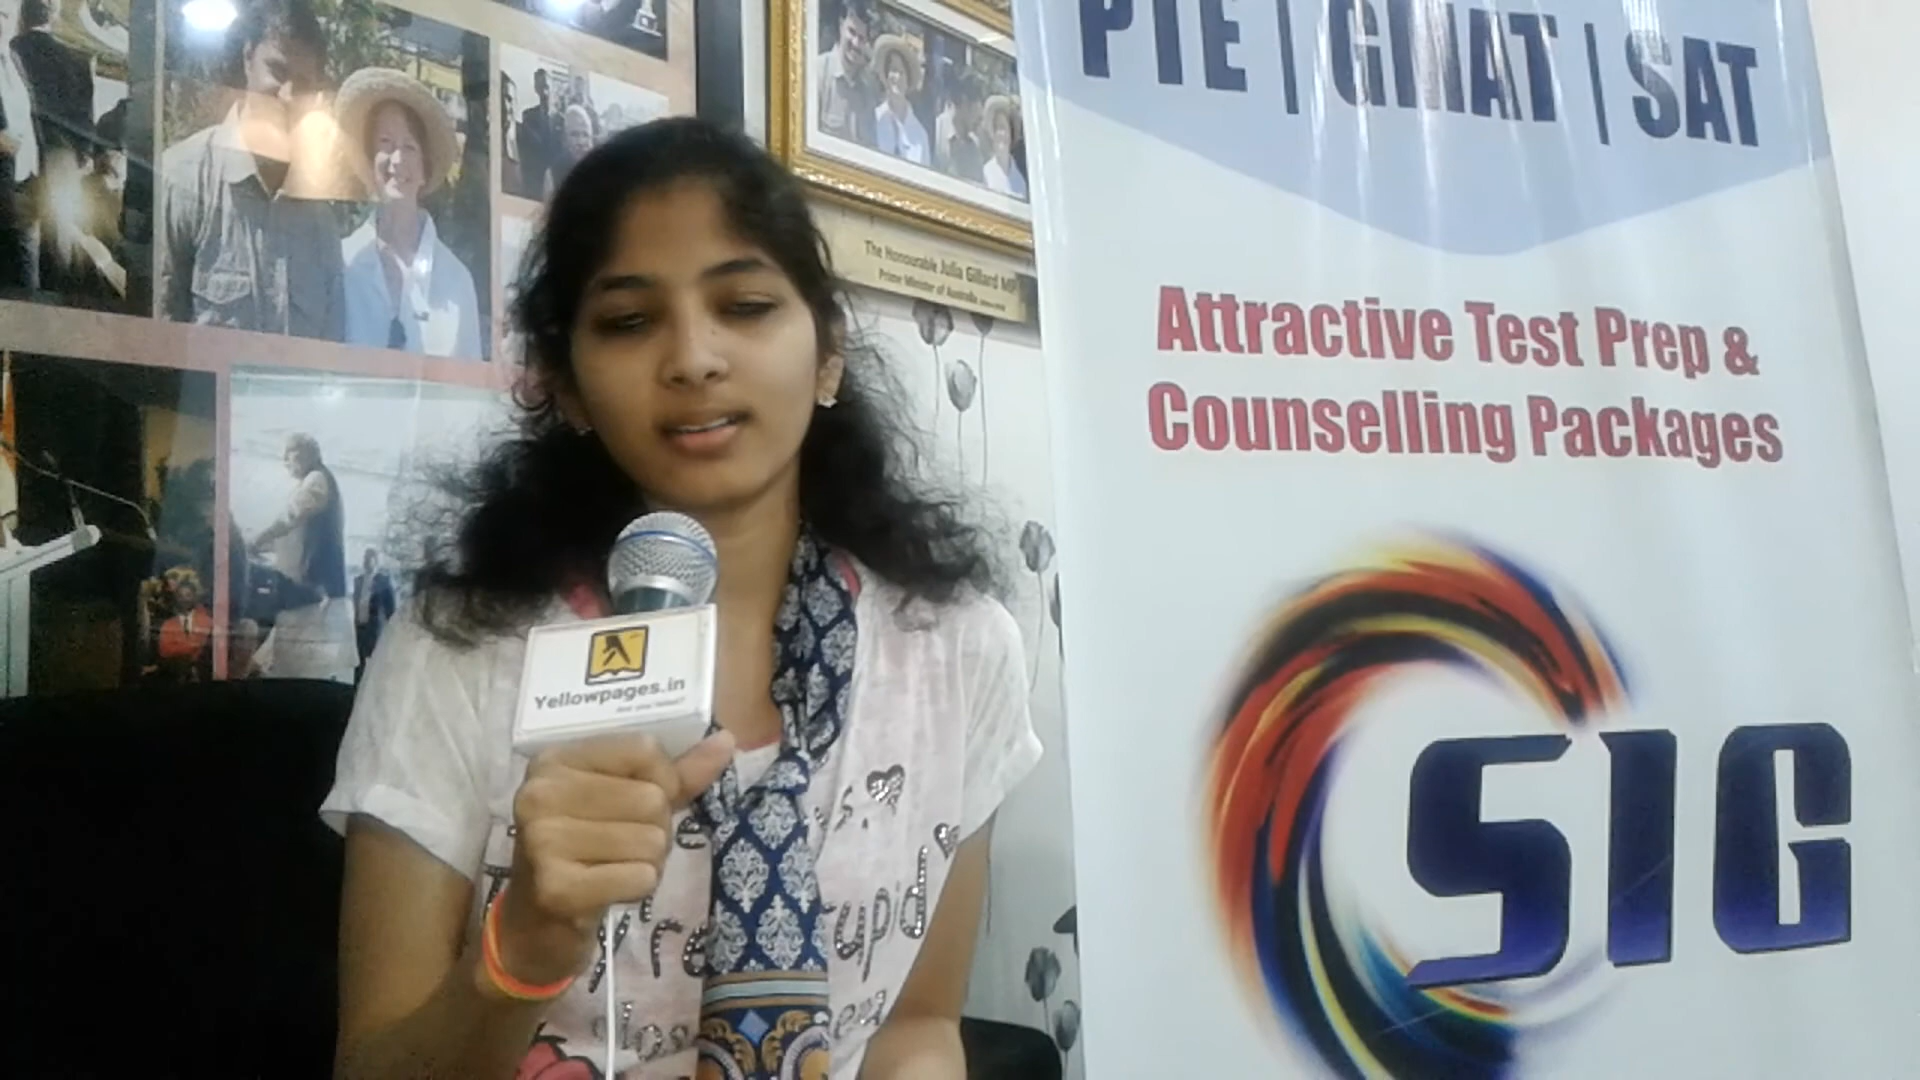 PTE | GMAT | SAT
The Honourable Julia Gillard MP
Prime Minister of Australia
Attractive Test Prep &
Counselling Packages
SIG
Yellowpages.in